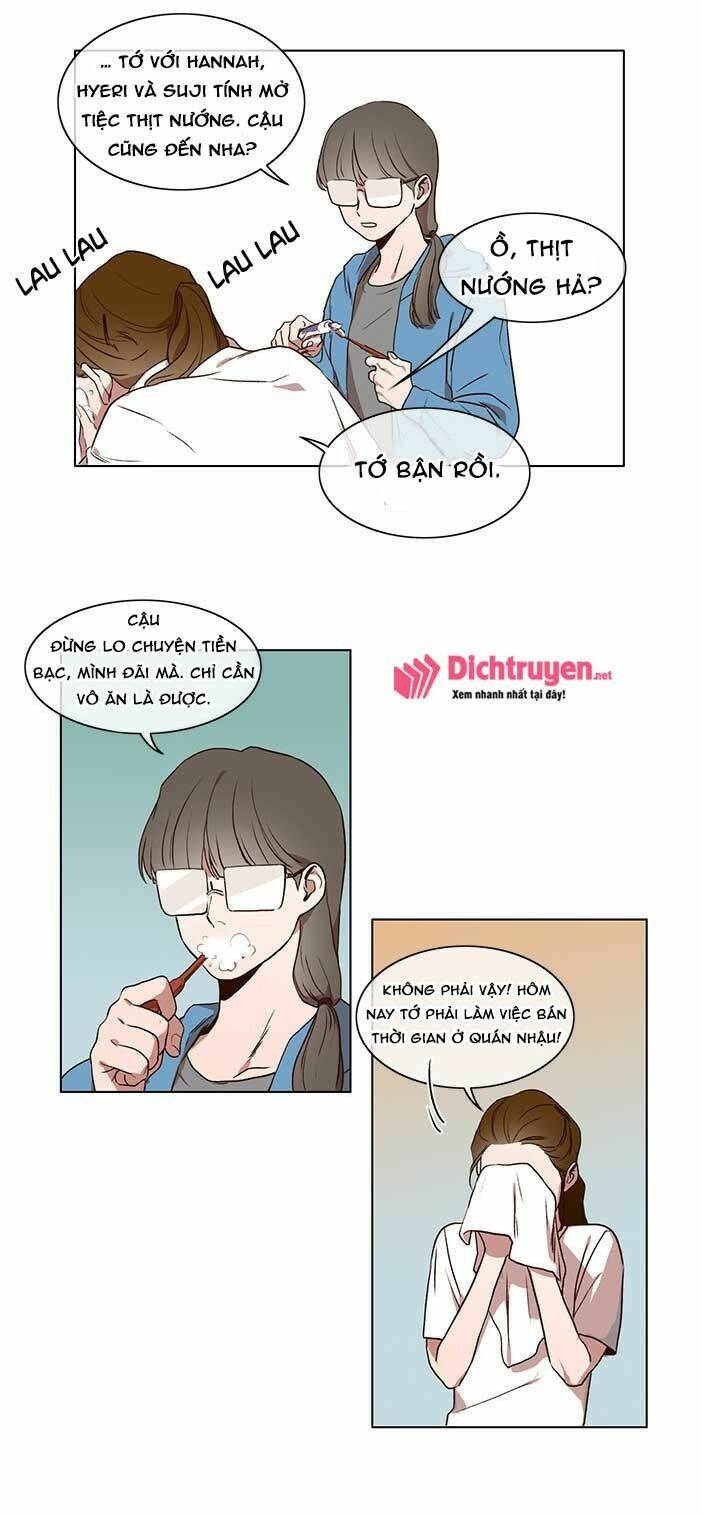 ... TỚ VỚI HANNAH,
HYERI VÀ SUJI TÍNH MỞ
TIỆC THỊT NƯỚNG. CẬU
CŨNG ĐẾN NHA?
LAU LAU
LAU LAU
Ồ, THỊT
NƯỚNG HẢ?
TỚ BẬN RỒI.
CẬU
ĐỪNG LO CHUYỆN TIỀN
BẠC, MÌNH ĐÃI MÀ. CHỈ CẦN
VÔ ĂN LÀ ĐƯỢC.
Dichtruyen.net
Xem nhanh nhất tại đây!
KHÔNG PHẢI VẬY! HÔM
NAY TỚ PHẢI LÀM VIỆC BÁN
THỜI GIAN Ở QUÁN NHẬU!